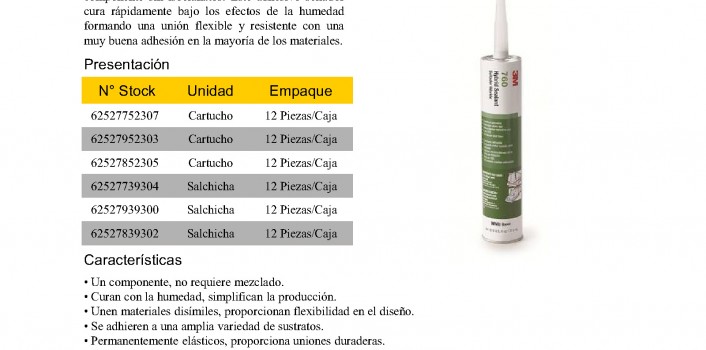 cura rápidamente bajo los efectos de la humedad
formando una unión flexible y resistente con una
muy buena adhesión en la mayoría de los materiales.
Presentación
N° Stock Unidad Empaque
62527752307 Cartucho 12 Piezas/Caja
62527952303 Cartucho 12 Piezas/Caja
62527852305 Cartucho 12 Piezas/Caja
62527739304 Salchicha 12 Piezas/Caja
62527939300 Salchicha 12 Piezas/Caja
62527839302 Salchicha 12 Piezas/Caja
Características
• Un componente, no requiere mezclado.
• Curan con la humedad, simplifican la producción.
• Unen materiales disímiles, proporcionan flexibilidad en el diseño.
• Se adhieren a una amplia variedad de sustratos.
• Permanentemente elásticos, proporciona uniones duraderas.
3M
760
Hybrid Sealant